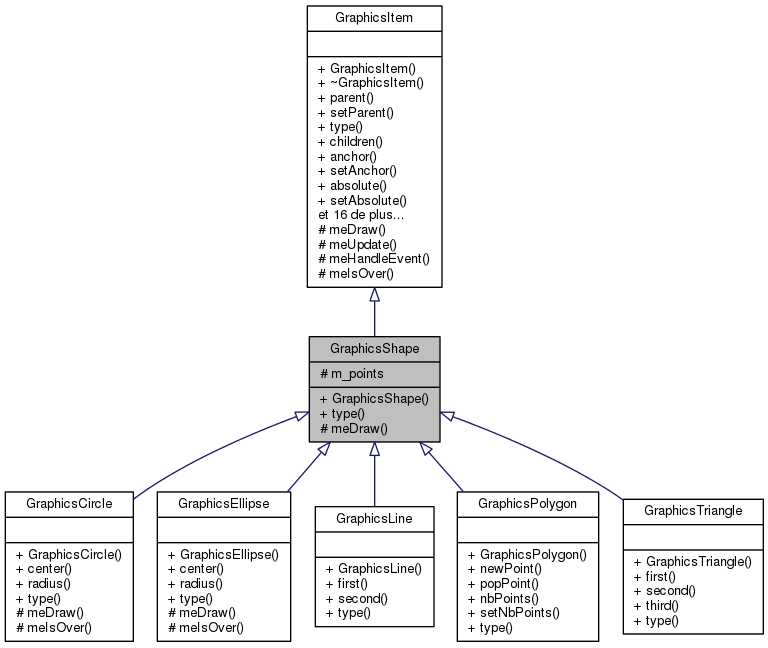 GraphicsItem
+ GraphicsItem()
+ ~GraphicsItem()
+ parent()
+ setParent()
+ type()
+ children()
+ anchor()
+ setAnchor()
+ absolute()
+ setAbsolute()
et 16 de plus...
# meDraw()
# meUpdate()
# meHandleEvent()
# meIsOver()
GraphicsShape
# m_points
+ GraphicsShape()
+ type()
# meDraw()
GraphicsCircle
+ GraphicsCircle()
+ center()
+ radius()
+ type()
# meDraw()
# meIsOver()
GraphicsEllipse
+ GraphicsEllipse()
+ center()
+ radius()
+ type()
# meDraw()
# meIsOver()
GraphicsLine
+ GraphicsLine()
+ first()
+ second()
+ type()
GraphicsPolygon
+ GraphicsPolygon()
+ newPoint()
+ popPoint()
+ nbPoints()
+ setNbPoints()
+ type()
GraphicsTriangle
+ GraphicsTriangle()
+ first()
+ second()
+ third()
+ type()